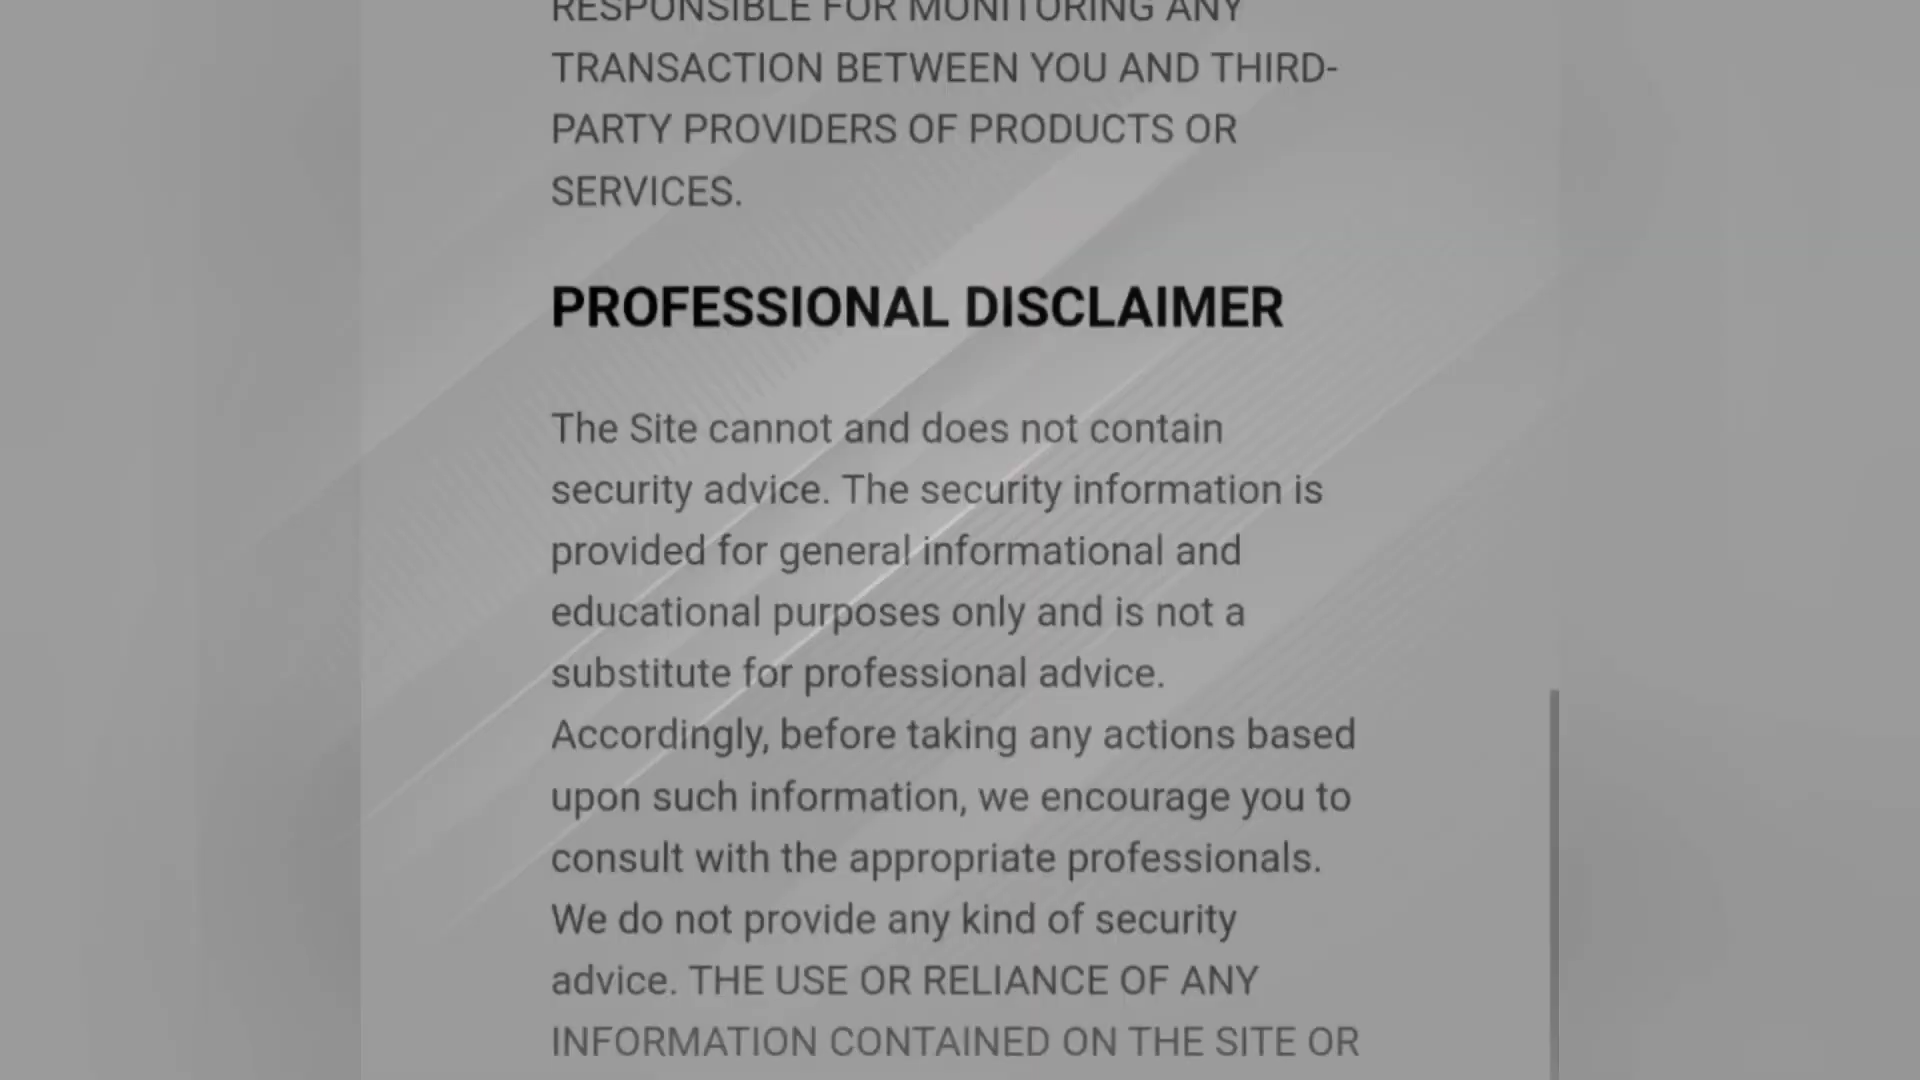 RESPONSIBLE FOR MONITORING ANY
TRANSACTION BETWEEN YOU AND THIRD-
PARTY PROVIDERS OF PRODUCTS OR
SERVICES.
PROFESSIONAL DISCLAIMER
The Site cannot and does not contain
security advice. The security information is
provided for general informational and
educational purposes only and is not a
substitute for professional advice.
Accordingly, before taking any actions based
upon such information, we encourage you to
consult with the appropriate professionals.
We do not provide any kind of security
advice. THE USE OR RELIANCE OF ANY
INFORMATION CONTAINED ON THE SITE OR